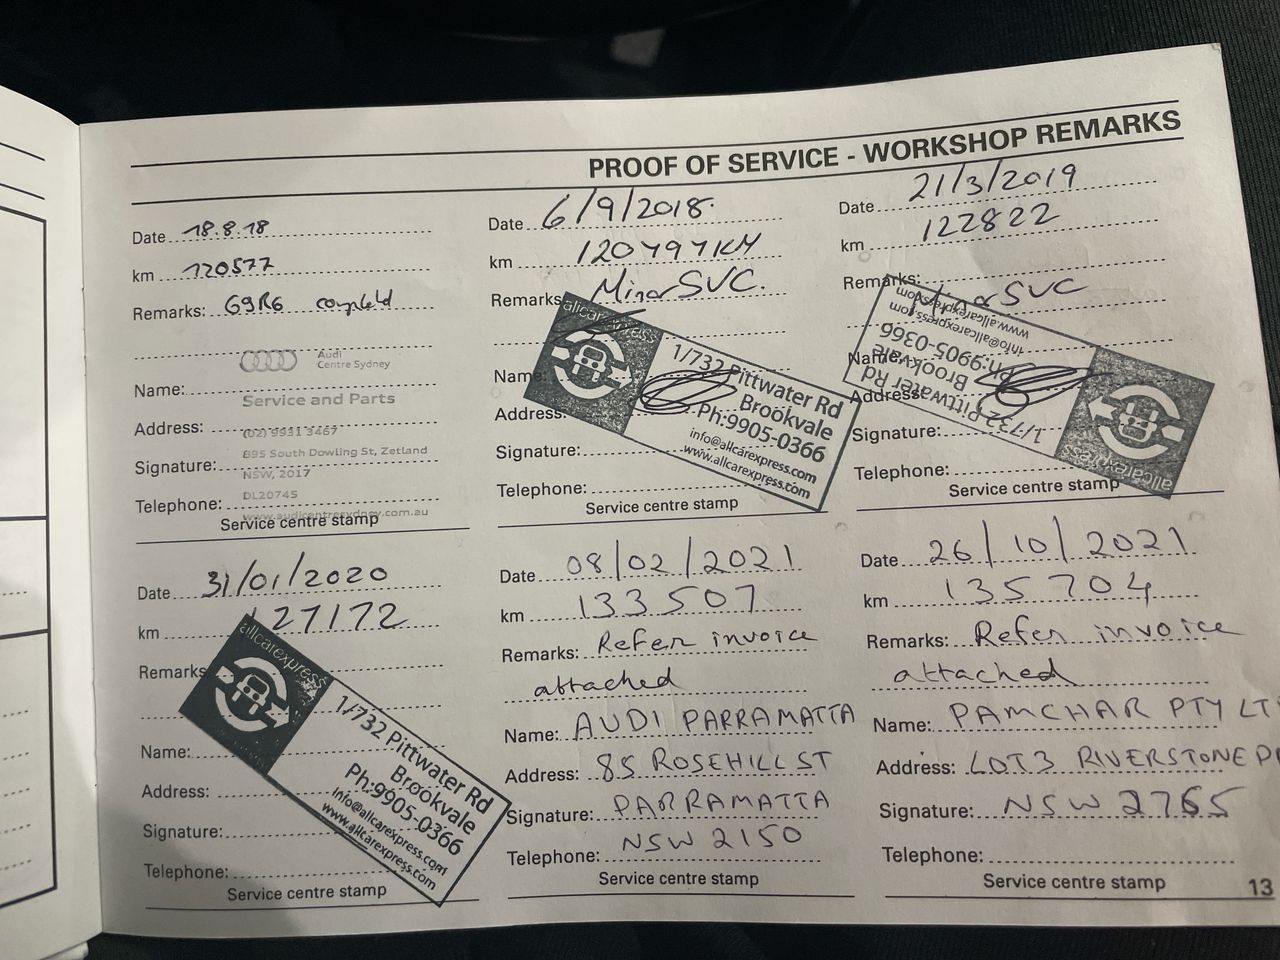 PROOF OF SERVICE - WORKSHOP REMARKS
Date 18.8.18
km 120577
Remarks: 69R6 completd
Audi
Centre Sydney
Name:
Service and Parts
Address:
(02) 9931 3467
Signature:
895 South Dowling St, Zetland
NSW, 2017
Telephone:
DL20745
www.audicentresydney.com.au
Service centre stamp
Date 6/9/2018.
km 120797KM
Remarks Minor SVC.
allcarexpress
1/732 Pittwater Rd
Brookvale
Ph:9905-0366
info@allcarexpress.com
www.allcarexpress.com
Name
Address:
Signature:
Telephone:
Service centre stamp
Date 21/3/2019
km 122822
Remarks: Minor SVC
allcarexpress
1/732 Pittwater Rd
Brookvale
Ph:9905-0366
info@allcarexpress.com
www.allcarexpress.com
Name:
Address:
Signature:
Telephone:
Service centre stamp
Date 31/01/2020
km 127172
Remarks
allcarexpress
1/732 Pittwater Rd
Brookvale
Ph:9905-0366
info@allcarexpress.com
www.allcarexpress.com
Name:
Address:
Signature:
Telephone:
Service centre stamp
Date 08/02/2021
km 133507
Remarks: Refer invoice
attached
Name: AUDI PARRAMATTA
Address: 85 ROSEHILL ST
Signature: PARRAMATTA
NSW 2150
Telephone:
Service centre stamp
Date 26/10/2021
km 135704
Remarks: Refer invoice
attached
Name: PAMCHAR PTY LT
Address: LOT3 RIVERSTONE P
Signature: NSW 2765
Telephone:
Service centre stamp
13